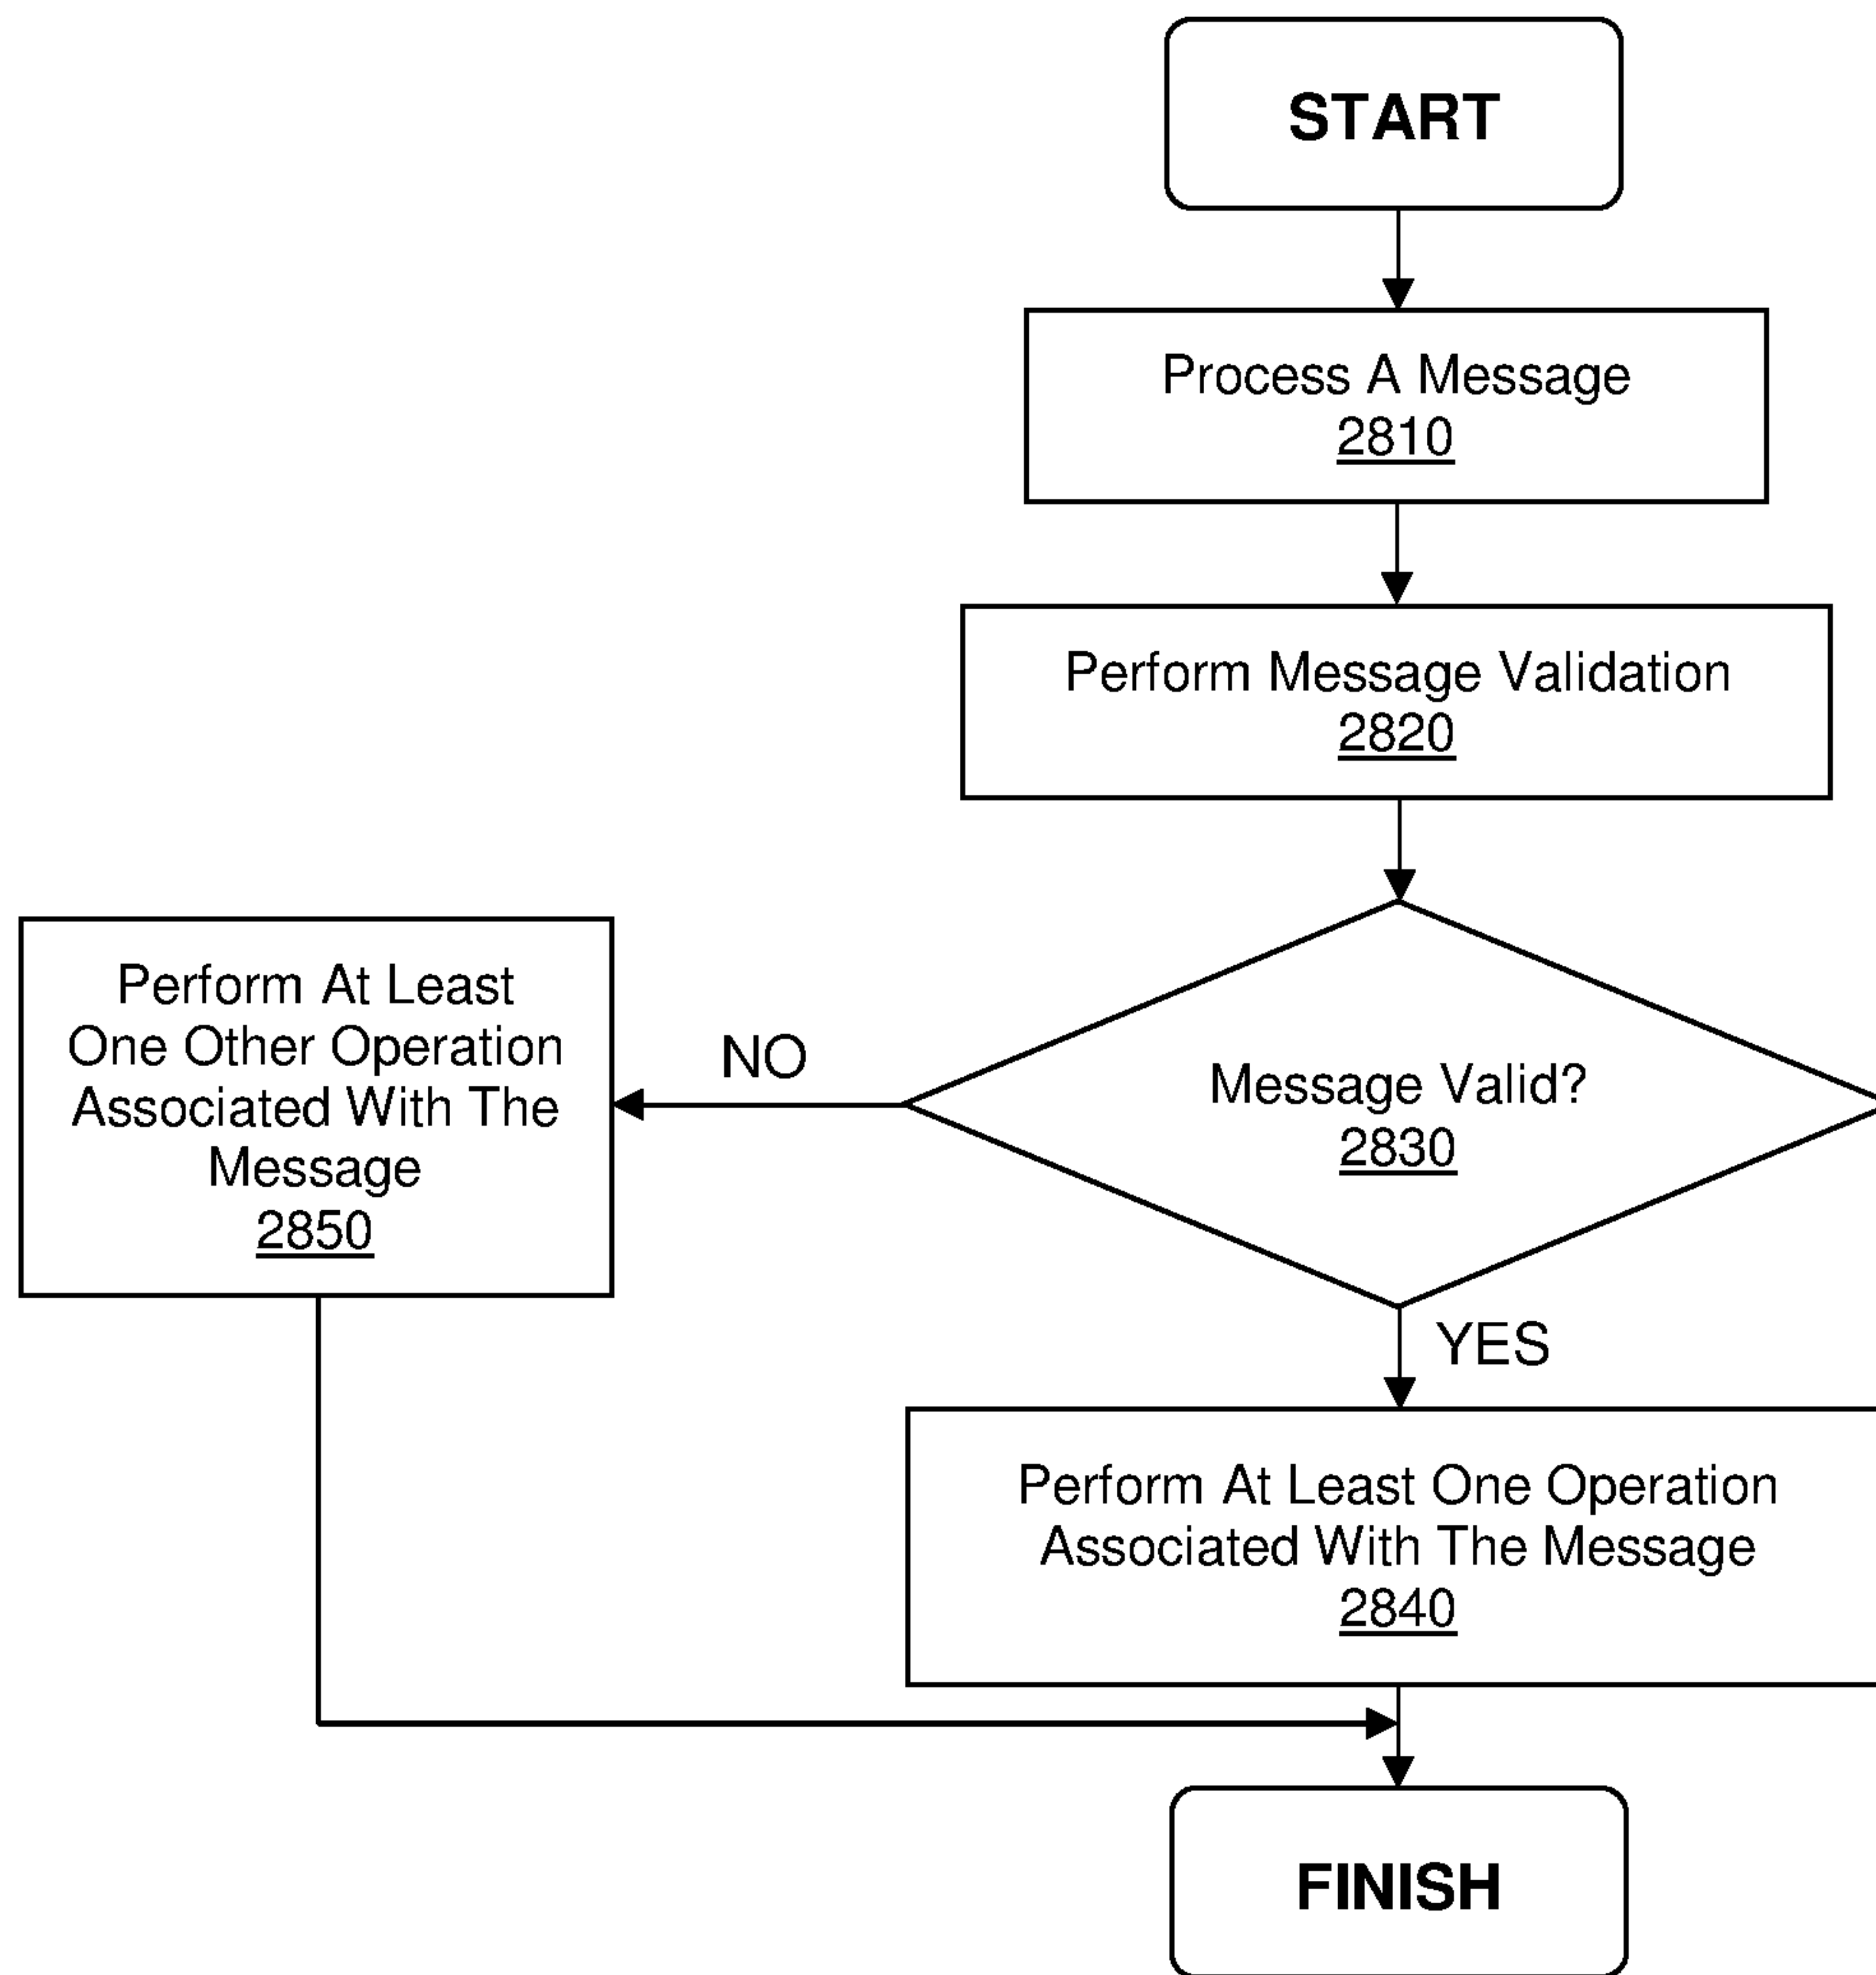 START
Process A Message
2810
Perform Message Validation
2820
Message Valid?
2830
NO
Perform At Least
One Other Operation
Associated With The
Message
2850
YES
Perform At Least One Operation
Associated With The Message
2840
FINISH